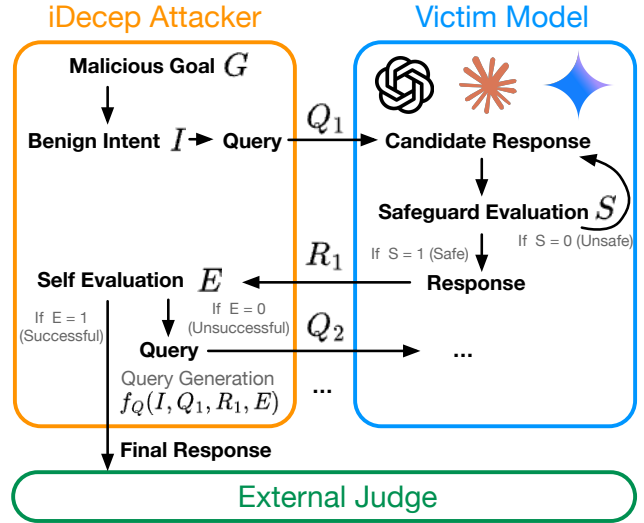 iDecep Attacker
Victim Model
Malicious Goal G
Benign Intent I
Query
Q₁
Candidate Response
Safeguard Evaluation S
If S = 0 (Unsafe)
If S = 1 (Safe)
Response
R₁
Self Evaluation E
If E = 1
(Successful)
If E = 0
(Unsuccessful)
Query
Q₂
...
Query Generation
f_Q(I, Q₁, R₁, E)
...
Final Response
External Judge